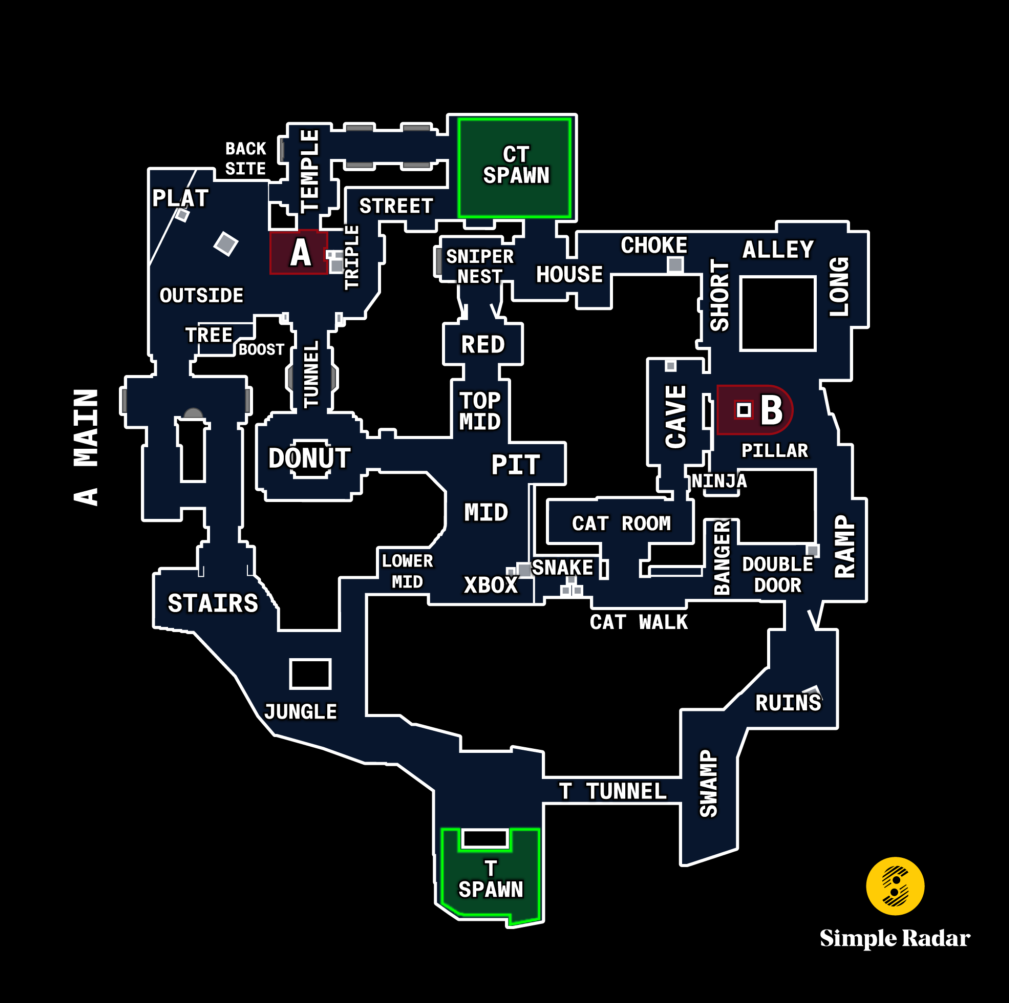 BACK
SITE
TEMPLE
CT
SPAWN
PLAT
STREET
A
TRIPLE
SNIPER
NEST
HOUSE
CHOKE
ALLEY
SHORT
LONG
OUTSIDE
TREE
BOOST
TUNNEL
RED
TOP
MID
A MAIN
CAVE
B
PILLAR
DONUT
PIT
NINJA
MID
CAT ROOM
BANGER
RAMP
LOWER
MID
XBOX
SNAKE
DOUBLE
DOOR
STAIRS
CAT WALK
JUNGLE
RUINS
T TUNNEL
SWAMP
T
SPAWN
Simple Radar